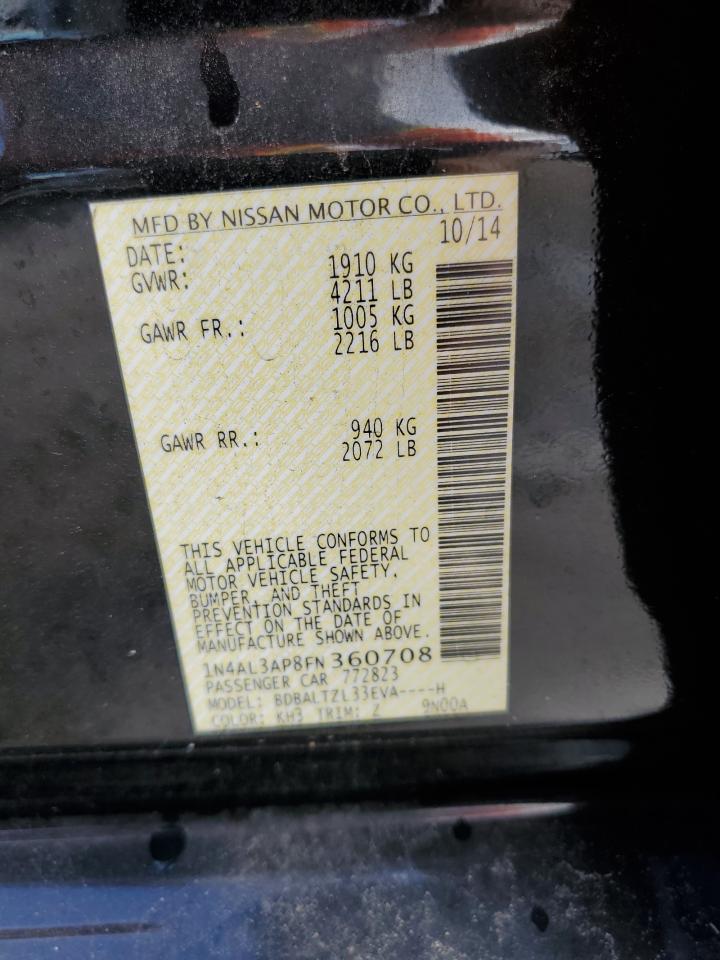 MFD BY NISSAN MOTOR CO., LTD.
DATE: 10/14
GVWR: 1910 KG
4211 LB
GAWR FR.: 1005 KG
2216 LB
GAWR RR.: 940 KG
2072 LB
THIS VEHICLE CONFORMS TO
ALL APPLICABLE FEDERAL
MOTOR VEHICLE SAFETY,
BUMPER, AND THEFT
PREVENTION STANDARDS IN
EFFECT ON THE DATE OF
MANUFACTURE SHOWN ABOVE.
1N4AL3AP8FN360708
PASSENGER CAR 772823
MODEL: BDBALTZL33EVA----H
COLOR: KH3 TRIM: Z 9N00A